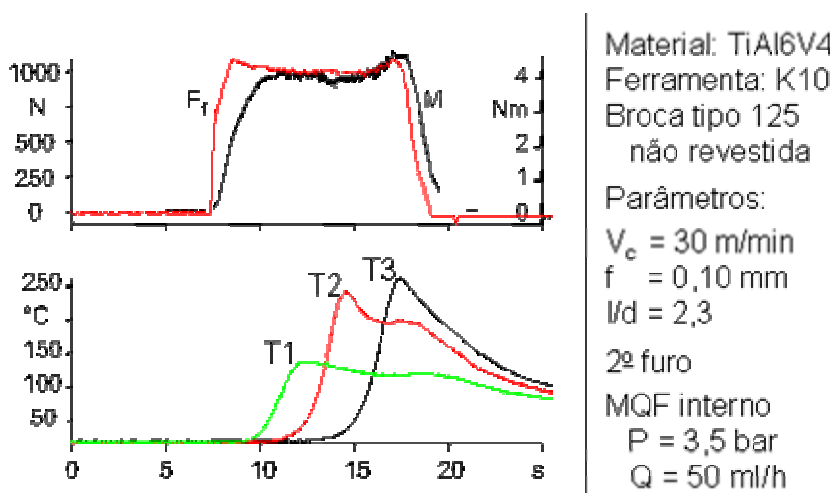 1000
N
500
250
0
Ff
M
Nm
4
2
1
0
250
°C
150
100
50
T1
T2
T3
0
5
10
15
20
s
Material: TiAl6V4
Ferramenta: K10
Broca tipo 125
não revestida
Parâmetros:
Vc = 30 m/min
f = 0,10 mm
l/d = 2,3
2º furo
MQF interno
P = 3,5 bar
Q = 50 ml/h